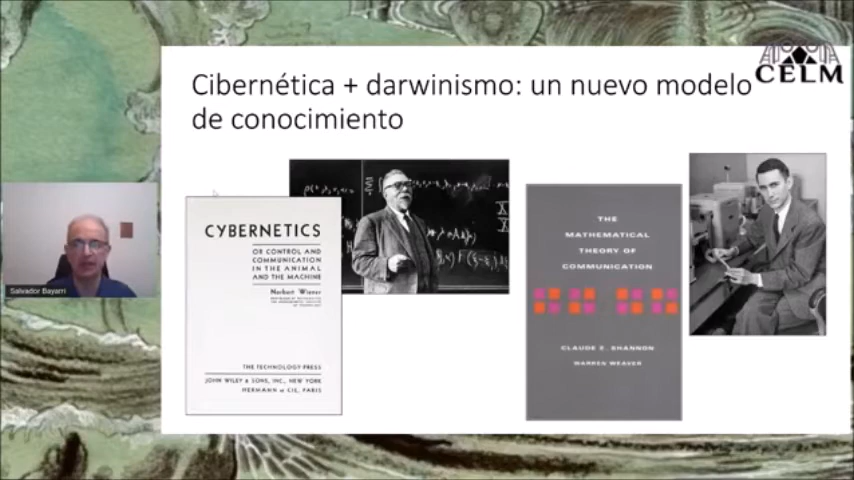 Cibernética + darwinismo: un nuevo modelo
de conocimiento
CELM
CYBERNETICS
OR CONTROL AND
COMMUNICATION
IN THE ANIMAL
AND THE MACHINE
Norbert Wiener
THE TECHNOLOGY PRESS
JOHN WILEY & SONS, INC., NEW YORK
HERMANN et CIE, PARIS
THE
MATHEMATICAL
THEORY OF
COMMUNICATION
CLAUDE E. SHANNON
WARREN WEAVER
Salvador Bayarri